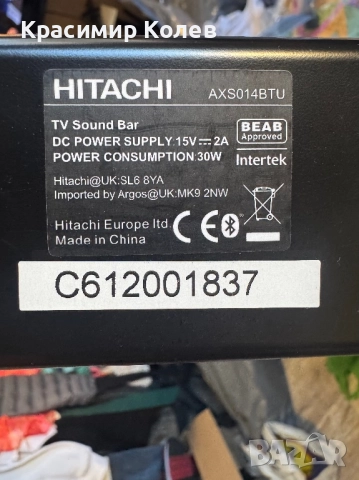 Красимир Колев
HITACHI AXS014BTU
TV Sound Bar
DC POWER SUPPLY:15V⎓2A
POWER CONSUMPTION:30W
BEAB
Approved
Intertek
Hitachi@UK:SL6 8YA
Imported by Argos@UK:MK9 2NW
Hitachi Europe ltd.
Made in China
CE
C612001837
BAZAR